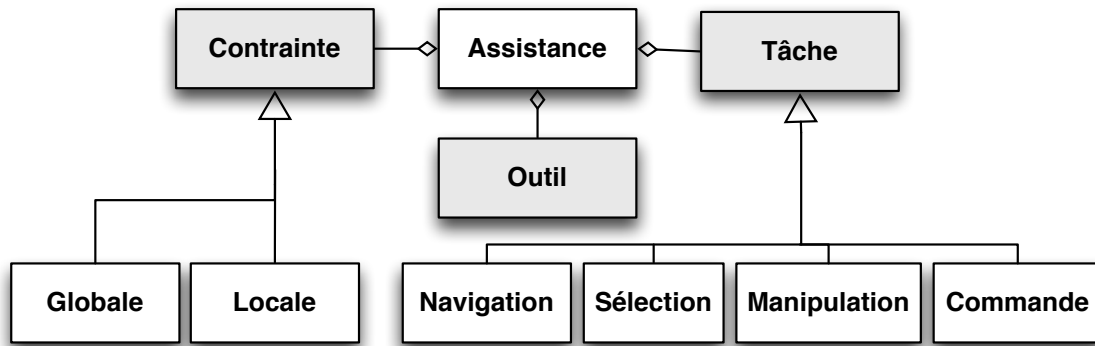 Contrainte
Assistance
Tâche
Outil
Globale
Locale
Navigation
Sélection
Manipulation
Commande